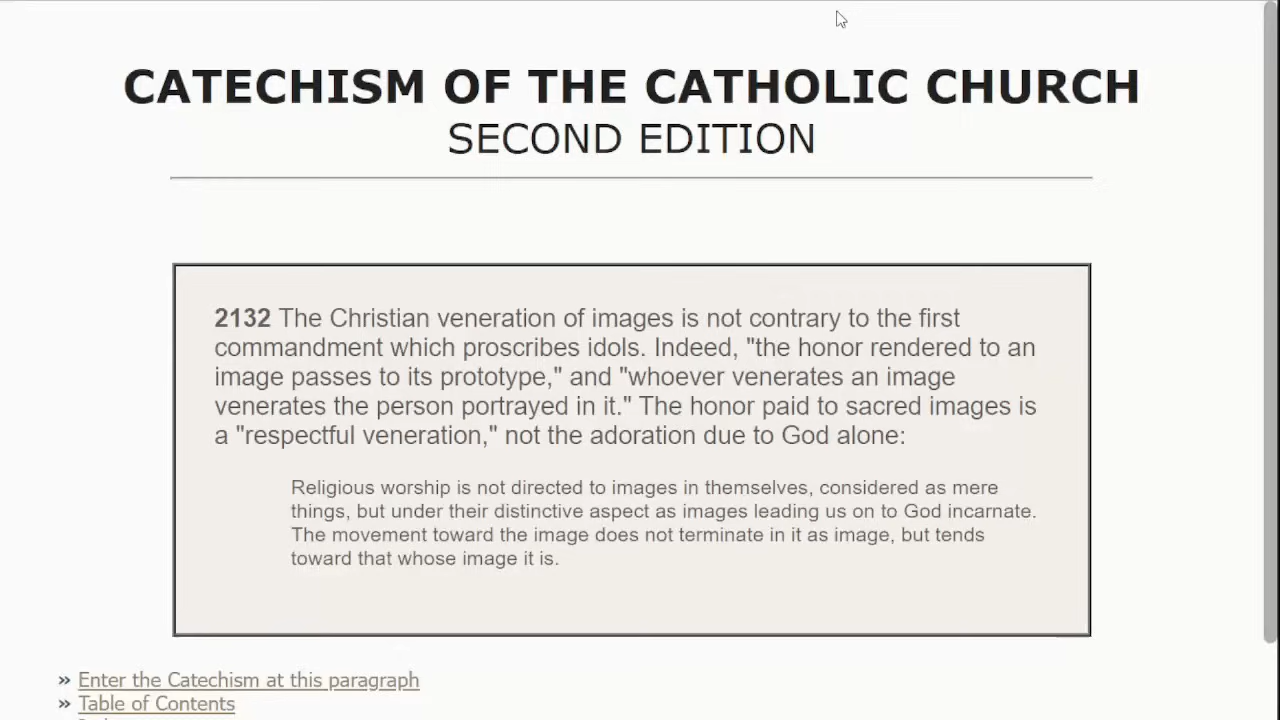 CATECHISM OF THE CATHOLIC CHURCH
SECOND EDITION
2132 The Christian veneration of images is not contrary to the first
commandment which proscribes idols. Indeed, "the honor rendered to an
image passes to its prototype," and "whoever venerates an image
venerates the person portrayed in it." The honor paid to sacred images is
a "respectful veneration," not the adoration due to God alone:
Religious worship is not directed to images in themselves, considered as mere
things, but under their distinctive aspect as images leading us on to God incarnate.
The movement toward the image does not terminate in it as image, but tends
toward that whose image it is.
» Enter the Catechism at this paragraph
» Table of Contents